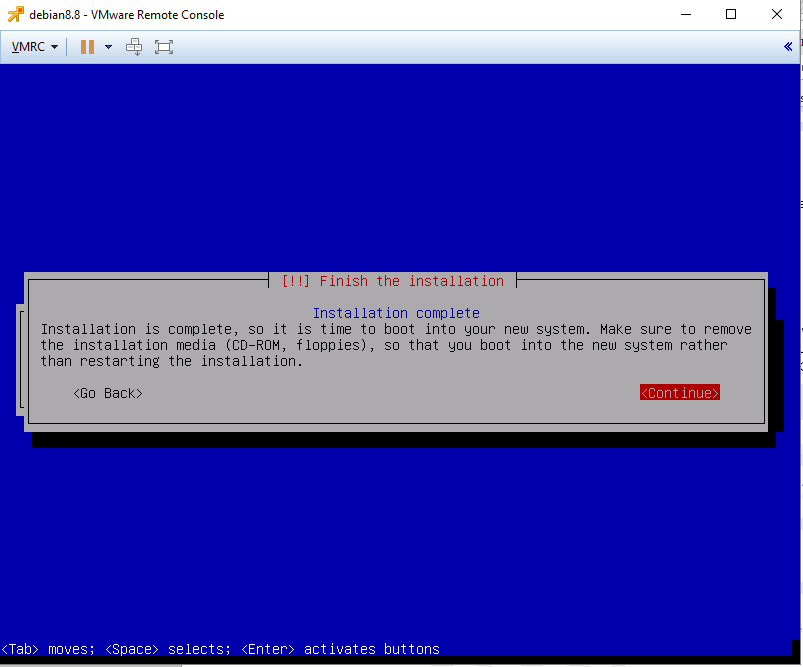 debian8.8 - VMware Remote Console
VMRC
[!!] Finish the installation
Installation complete
Installation is complete, so it is time to boot into your new system. Make sure to remove
the installation media (CD-ROM, floppies), so that you boot into the new system rather
than restarting the installation.
<Go Back> <Continue>
<Tab> moves; <Space> selects; <Enter> activates buttons